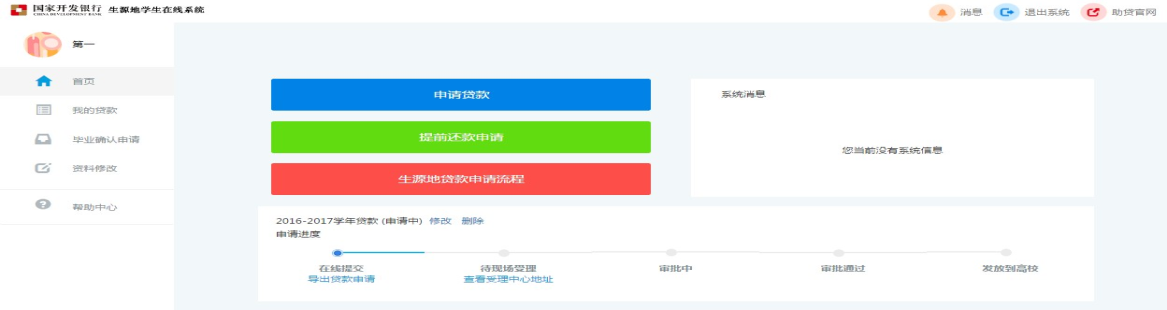 国家开发银行 生源地学生在线系统
CHINA DEVELOPMENT BANK
消息 退出系统 助贷官网
第一
首页
我的贷款
毕业确认申请
资料修改
帮助中心
申请贷款
提前还款申请
生源地贷款申请流程
系统消息
您当前没有系统信息
2016-2017学年贷款 (申请中) 修改 删除
申请进度
在线提交 待现场受理 审批中 审批通过 发放到高校
导出贷款申请 查看受理中心地址